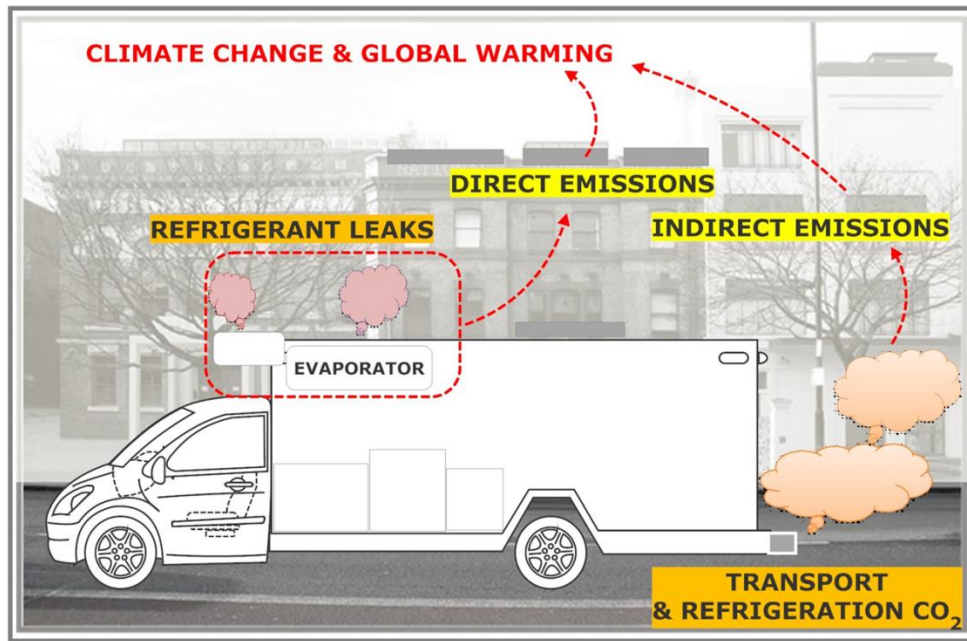 CLIMATE CHANGE & GLOBAL WARMING
DIRECT EMISSIONS
REFRIGERANT LEAKS
INDIRECT EMISSIONS
EVAPORATOR
TRANSPORT
& REFRIGERATION CO₂